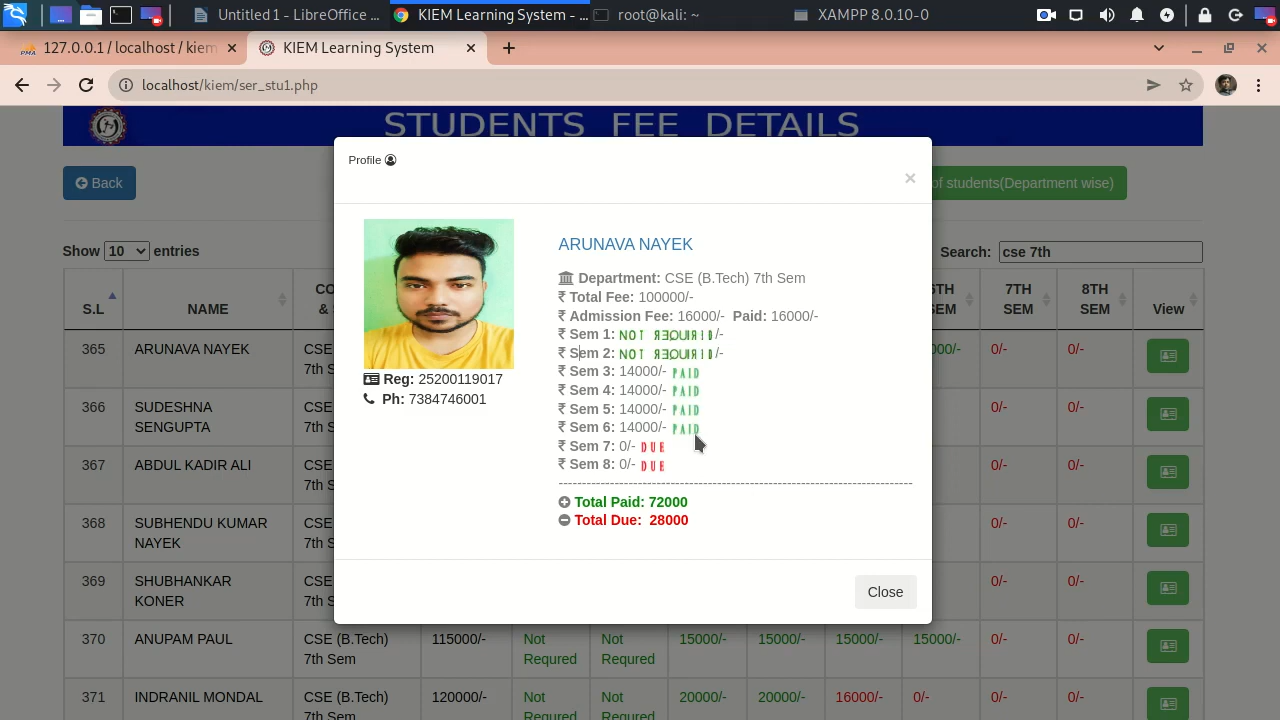 Untitled 1 - LibreOffice ...
KIEM Learning System - ...
root@kali: ~
XAMPP 8.0.10-0
127.0.0.1 / localhost / kiem
KIEM Learning System
localhost/kiem/ser_stu1.php
STUDENTS FEE DETAILS
Back
of students(Department wise)
Show 10 entries
Search: cse 7th
S.L
NAME
7TH SEM
8TH SEM
View
365 ARUNAVA NAYEK 0/- 0/-
366 SUDESHNA SENGUPTA 0/- 0/-
367 ABDUL KADIR ALI 0/- 0/-
368 SUBHENDU KUMAR NAYEK 0/- 0/-
369 SHUBHANKAR KONER 0/- 0/-
370 ANUPAM PAUL CSE (B.Tech) 7th Sem 115000/- Not Requred Not Requred 15000/- 15000/- 15000/- 15000/- 0/- 0/-
371 INDRANIL MONDAL CSE (B.Tech) 7th Sem 120000/- Not Requred Not Requred 20000/- 20000/- 16000/- 0/- 0/- 0/-
Profile
×
ARUNAVA NAYEK
Department: CSE (B.Tech) 7th Sem
₹ Total Fee: 100000/-
₹ Admission Fee: 16000/- Paid: 16000/-
₹ Sem 1: NOT REQUIRED/-
₹ Sem 2: NOT REQUIRED/-
₹ Sem 3: 14000/- PAID
₹ Sem 4: 14000/- PAID
₹ Sem 5: 14000/- PAID
₹ Sem 6: 14000/- PAID
₹ Sem 7: 0/- DUE
₹ Sem 8: 0/- DUE
Total Paid: 72000
Total Due: 28000
Reg: 25200119017
Ph: 7384746001
Close